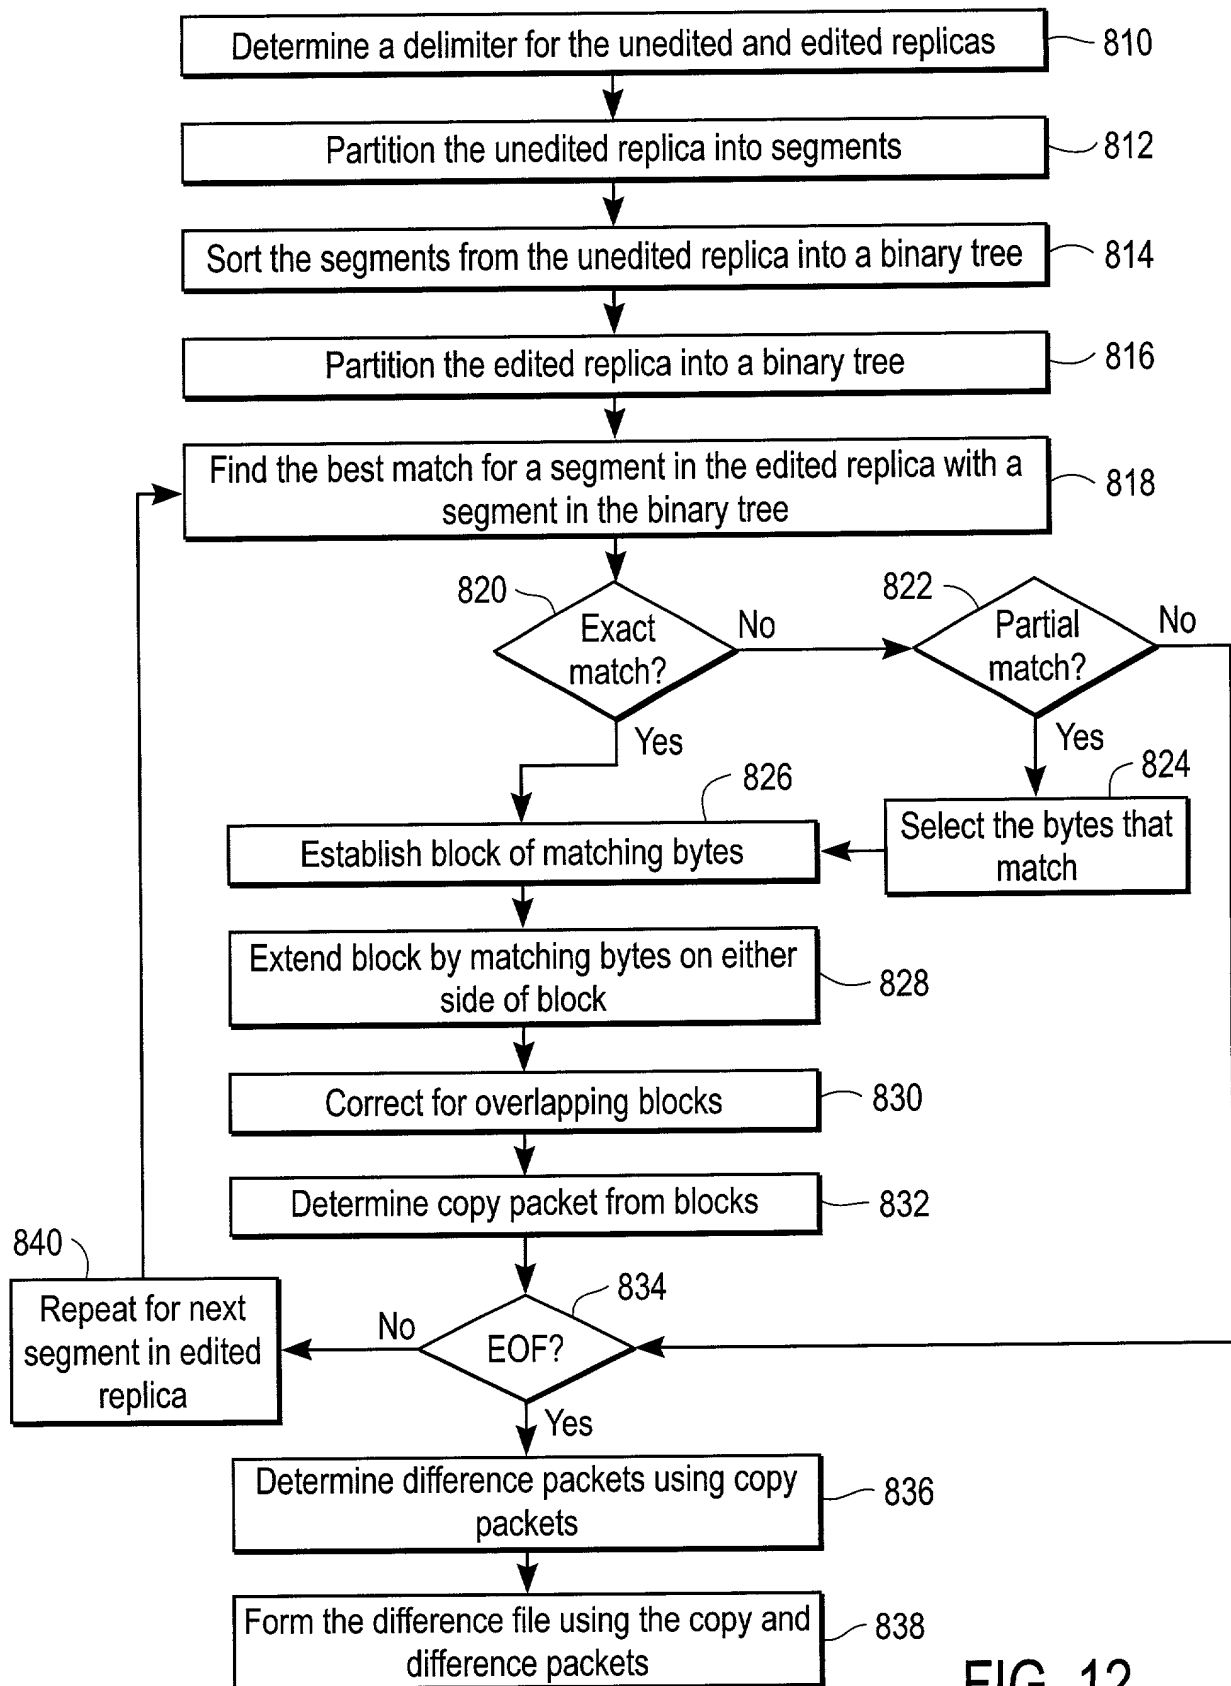 Determine a delimiter for the unedited and edited replicas
810
Partition the unedited replica into segments
812
Sort the segments from the unedited replica into a binary tree
814
Partition the edited replica into a binary tree
816
Find the best match for a segment in the edited replica with a
segment in the binary tree
818
820
Exact
match?
No
822
Partial
match?
No
Yes
Yes
826
824
Establish block of matching bytes
Select the bytes that
match
Extend block by matching bytes on either
side of block
828
Correct for overlapping blocks
830
Determine copy packet from blocks
832
840
Repeat for next
segment in edited
replica
No
834
EOF?
Yes
Determine difference packets using copy
packets
836
Form the difference file using the copy and
difference packets
838
FIG. 12